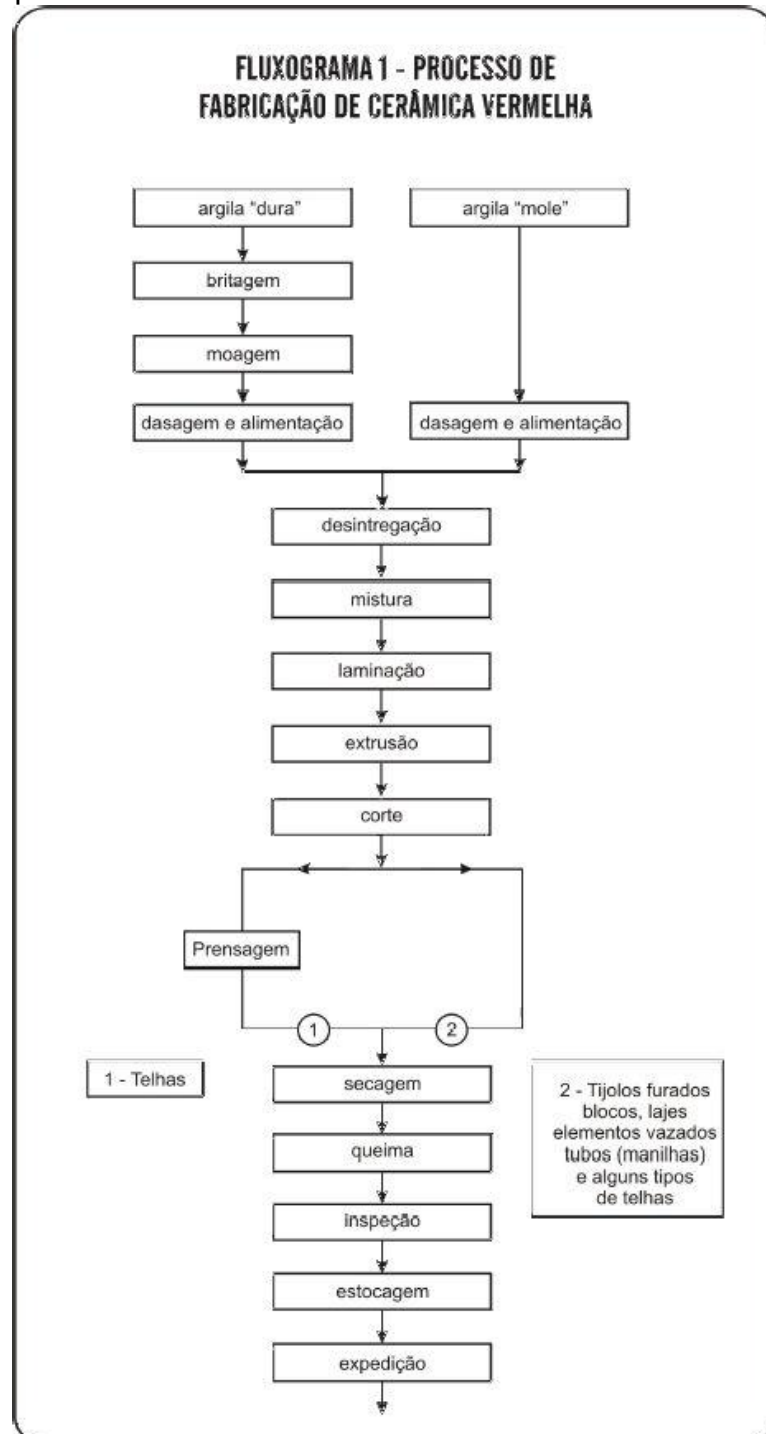 FLUXOGRAMA 1 - PROCESSO DE
FABRICAÇÃO DE CERÂMICA VERMELHA
argila “dura”
argila “mole”
britagem
moagem
dasagem e alimentação
dasagem e alimentação
desintregação
mistura
laminação
extrusão
corte
Prensagem
1
2
1 - Telhas
2 - Tijolos furados
blocos, lajes
elementos vazados
tubos (manilhas)
e alguns tipos
de telhas
secagem
queima
inspeção
estocagem
expedição